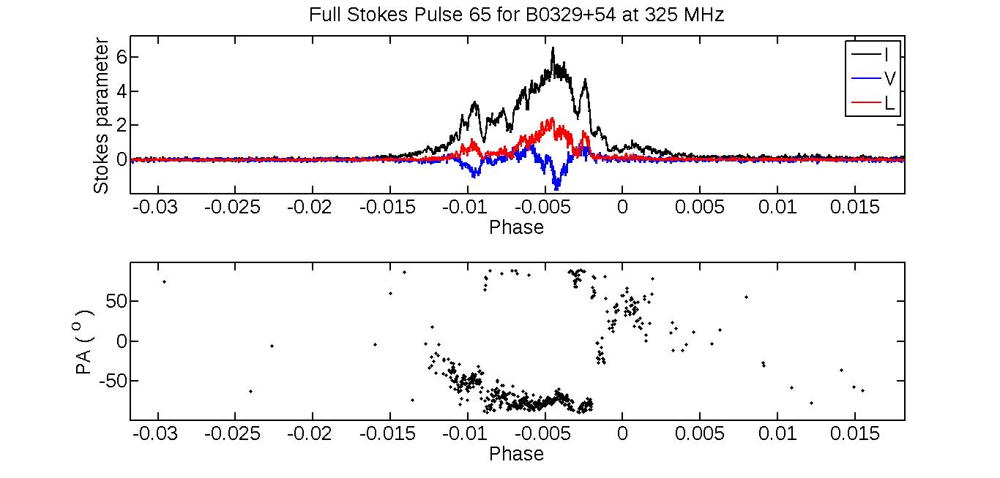 Full Stokes Pulse 65 for B0329+54 at 325 MHz
Stokes parameter
6
4
2
0
I
V
L
-0.03 -0.025 -0.02 -0.015 -0.01 -0.005 0 0.005 0.01 0.015
Phase
PA ( o )
50
0
-50
-0.03 -0.025 -0.02 -0.015 -0.01 -0.005 0 0.005 0.01 0.015
Phase